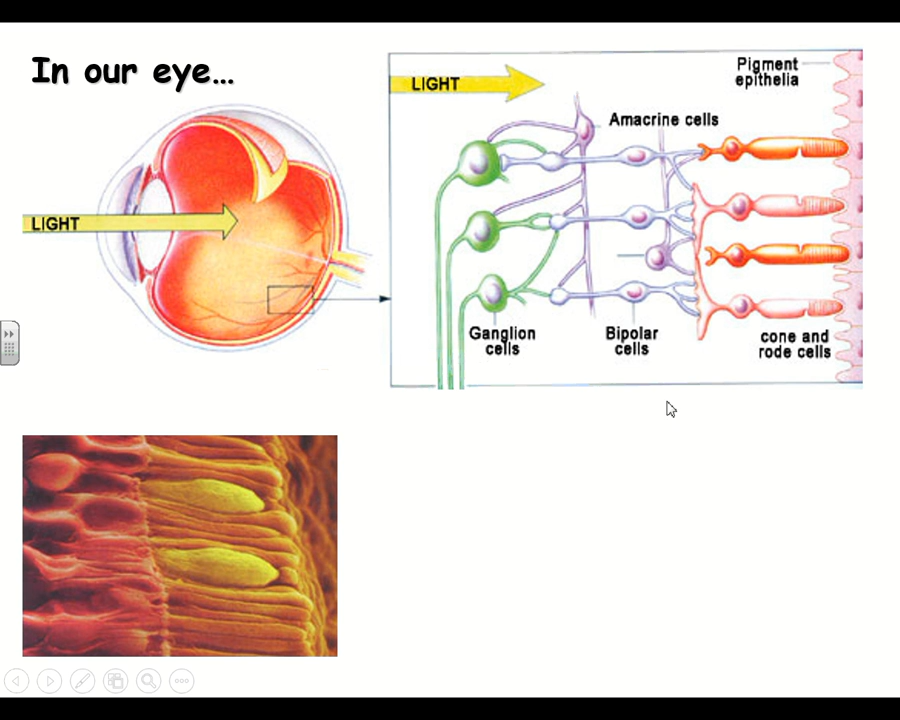 In our eye...
LIGHT
LIGHT
Pigment
epithelia
Amacrine cells
Ganglion
cells
Bipolar
cells
cone and
rode cells